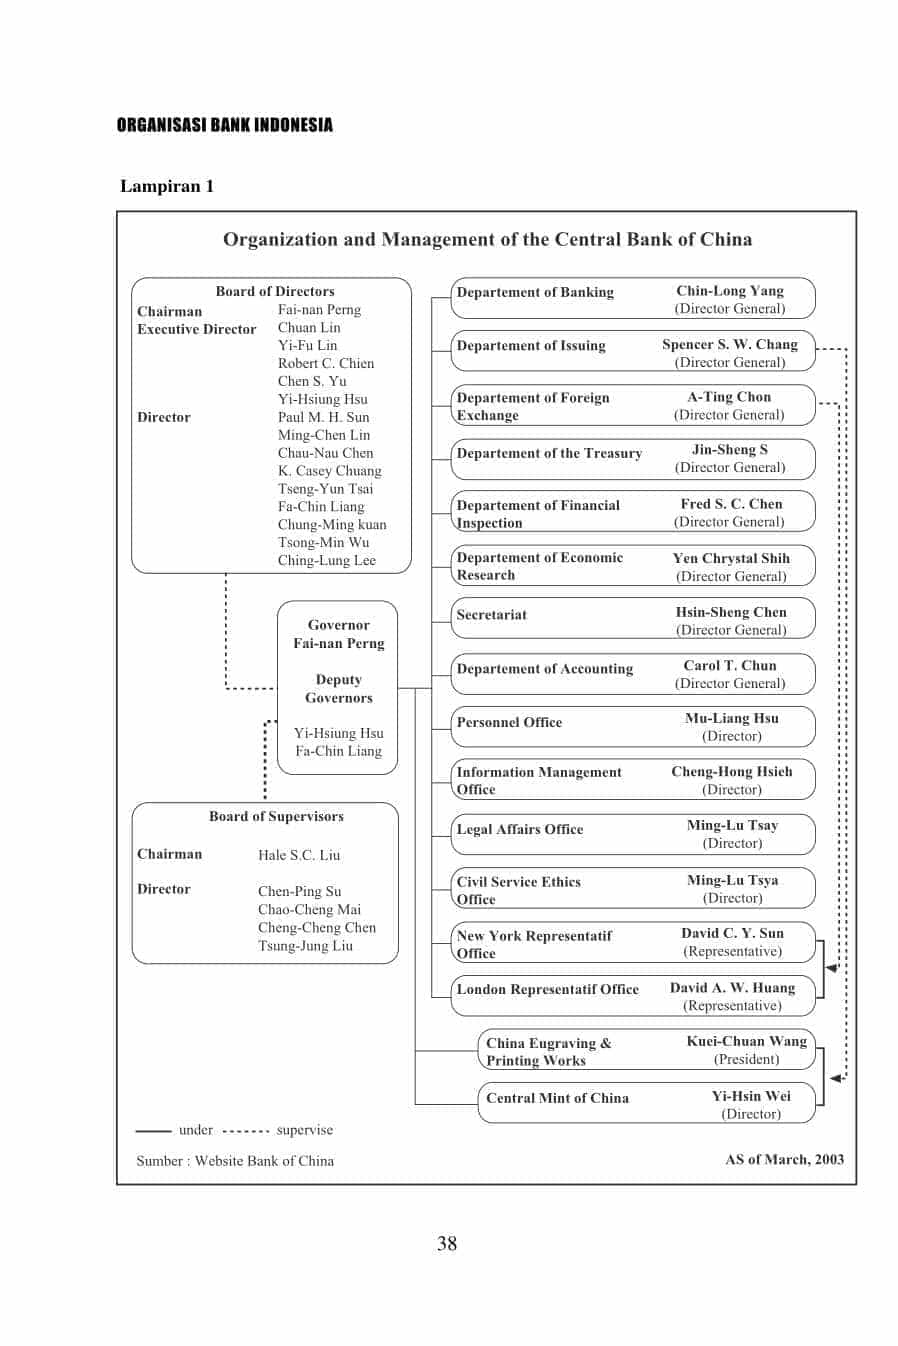 ORGANISASI BANK INDONESIA
Lampiran 1
Organization and Management of the Central Bank of China
Board of Directors
Chairman Fai-nan Perng
Executive Director Chuan Lin
Yi-Fu Lin
Robert C. Chien
Chen S. Yu
Yi-Hsiung Hsu
Director Paul M. H. Sun
Ming-Chen Lin
Chau-Nau Chen
K. Casey Chuang
Tseng-Yun Tsai
Fa-Chin Liang
Chung-Ming kuan
Tsong-Min Wu
Ching-Lung Lee
Governor
Fai-nan Perng
Deputy
Governors
Yi-Hsiung Hsu
Fa-Chin Liang
Board of Supervisors
Chairman Hale S.C. Liu
Director Chen-Ping Su
Chao-Cheng Mai
Cheng-Cheng Chen
Tsung-Jung Liu
Departement of Banking Chin-Long Yang
(Director General)
Departement of Issuing Spencer S. W. Chang
(Director General)
Departement of Foreign A-Ting Chon
Exchange (Director General)
Departement of the Treasury Jin-Sheng S
(Director General)
Departement of Financial Fred S. C. Chen
Inspection (Director General)
Departement of Economic Yen Chrystal Shih
Research (Director General)
Secretariat Hsin-Sheng Chen
(Director General)
Departement of Accounting Carol T. Chun
(Director General)
Personnel Office Mu-Liang Hsu
(Director)
Information Management Cheng-Hong Hsieh
Office (Director)
Legal Affairs Office Ming-Lu Tsay
(Director)
Civil Service Ethics Ming-Lu Tsya
Office (Director)
New York Representatif David C. Y. Sun
Office (Representative)
London Representatif Office David A. W. Huang
(Representative)
China Eugraving & Kuei-Chuan Wang
Printing Works (President)
Central Mint of China Yi-Hsin Wei
(Director)
under supervise
Sumber : Website Bank of China AS of March, 2003
38